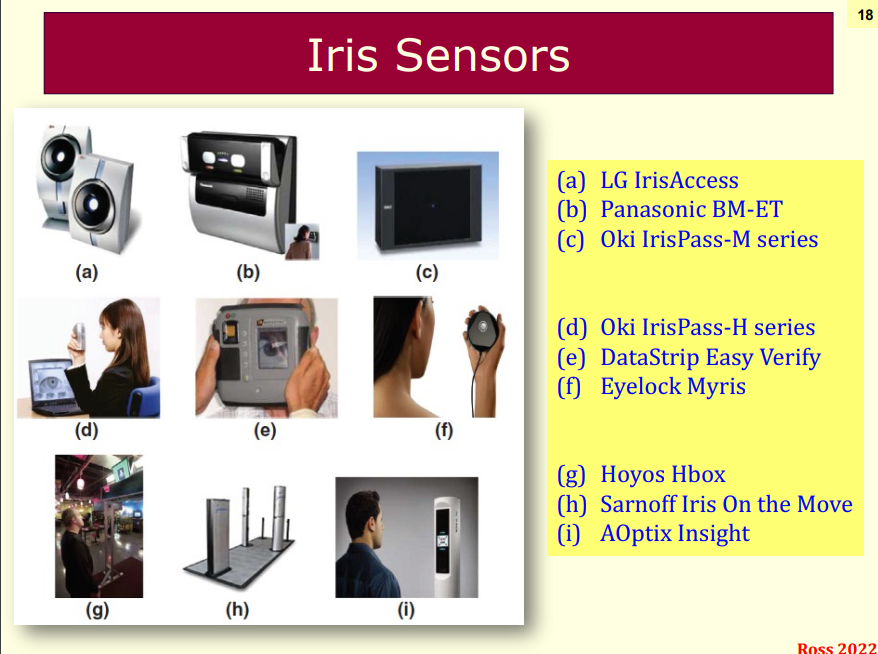 18
Iris Sensors
(a) (b) (c)
(d) (e) (f)
(g) (h) (i)
(a) LG IrisAccess
(b) Panasonic BM-ET
(c) Oki IrisPass-M series
(d) Oki IrisPass-H series
(e) DataStrip Easy Verify
(f) Eyelock Myris
(g) Hoyos Hbox
(h) Sarnoff Iris On the Move
(i) AOptix Insight
Ross 2022